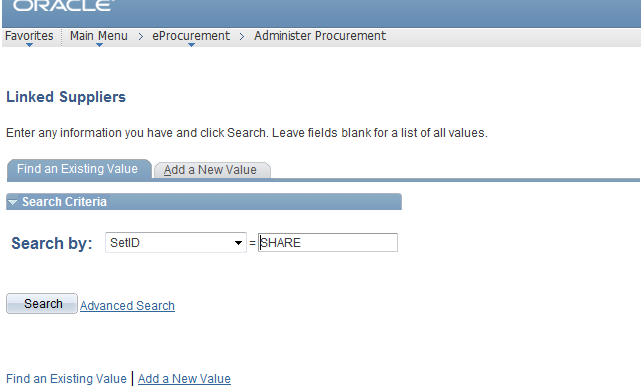 ORACLE
Favorites Main Menu > eProcurement > Administer Procurement
Linked Suppliers
Enter any information you have and click Search. Leave fields blank for a list of all values.
Find an Existing Value Add a New Value
Search Criteria
Search by: SetID = SHARE
Search Advanced Search
Find an Existing Value | Add a New Value